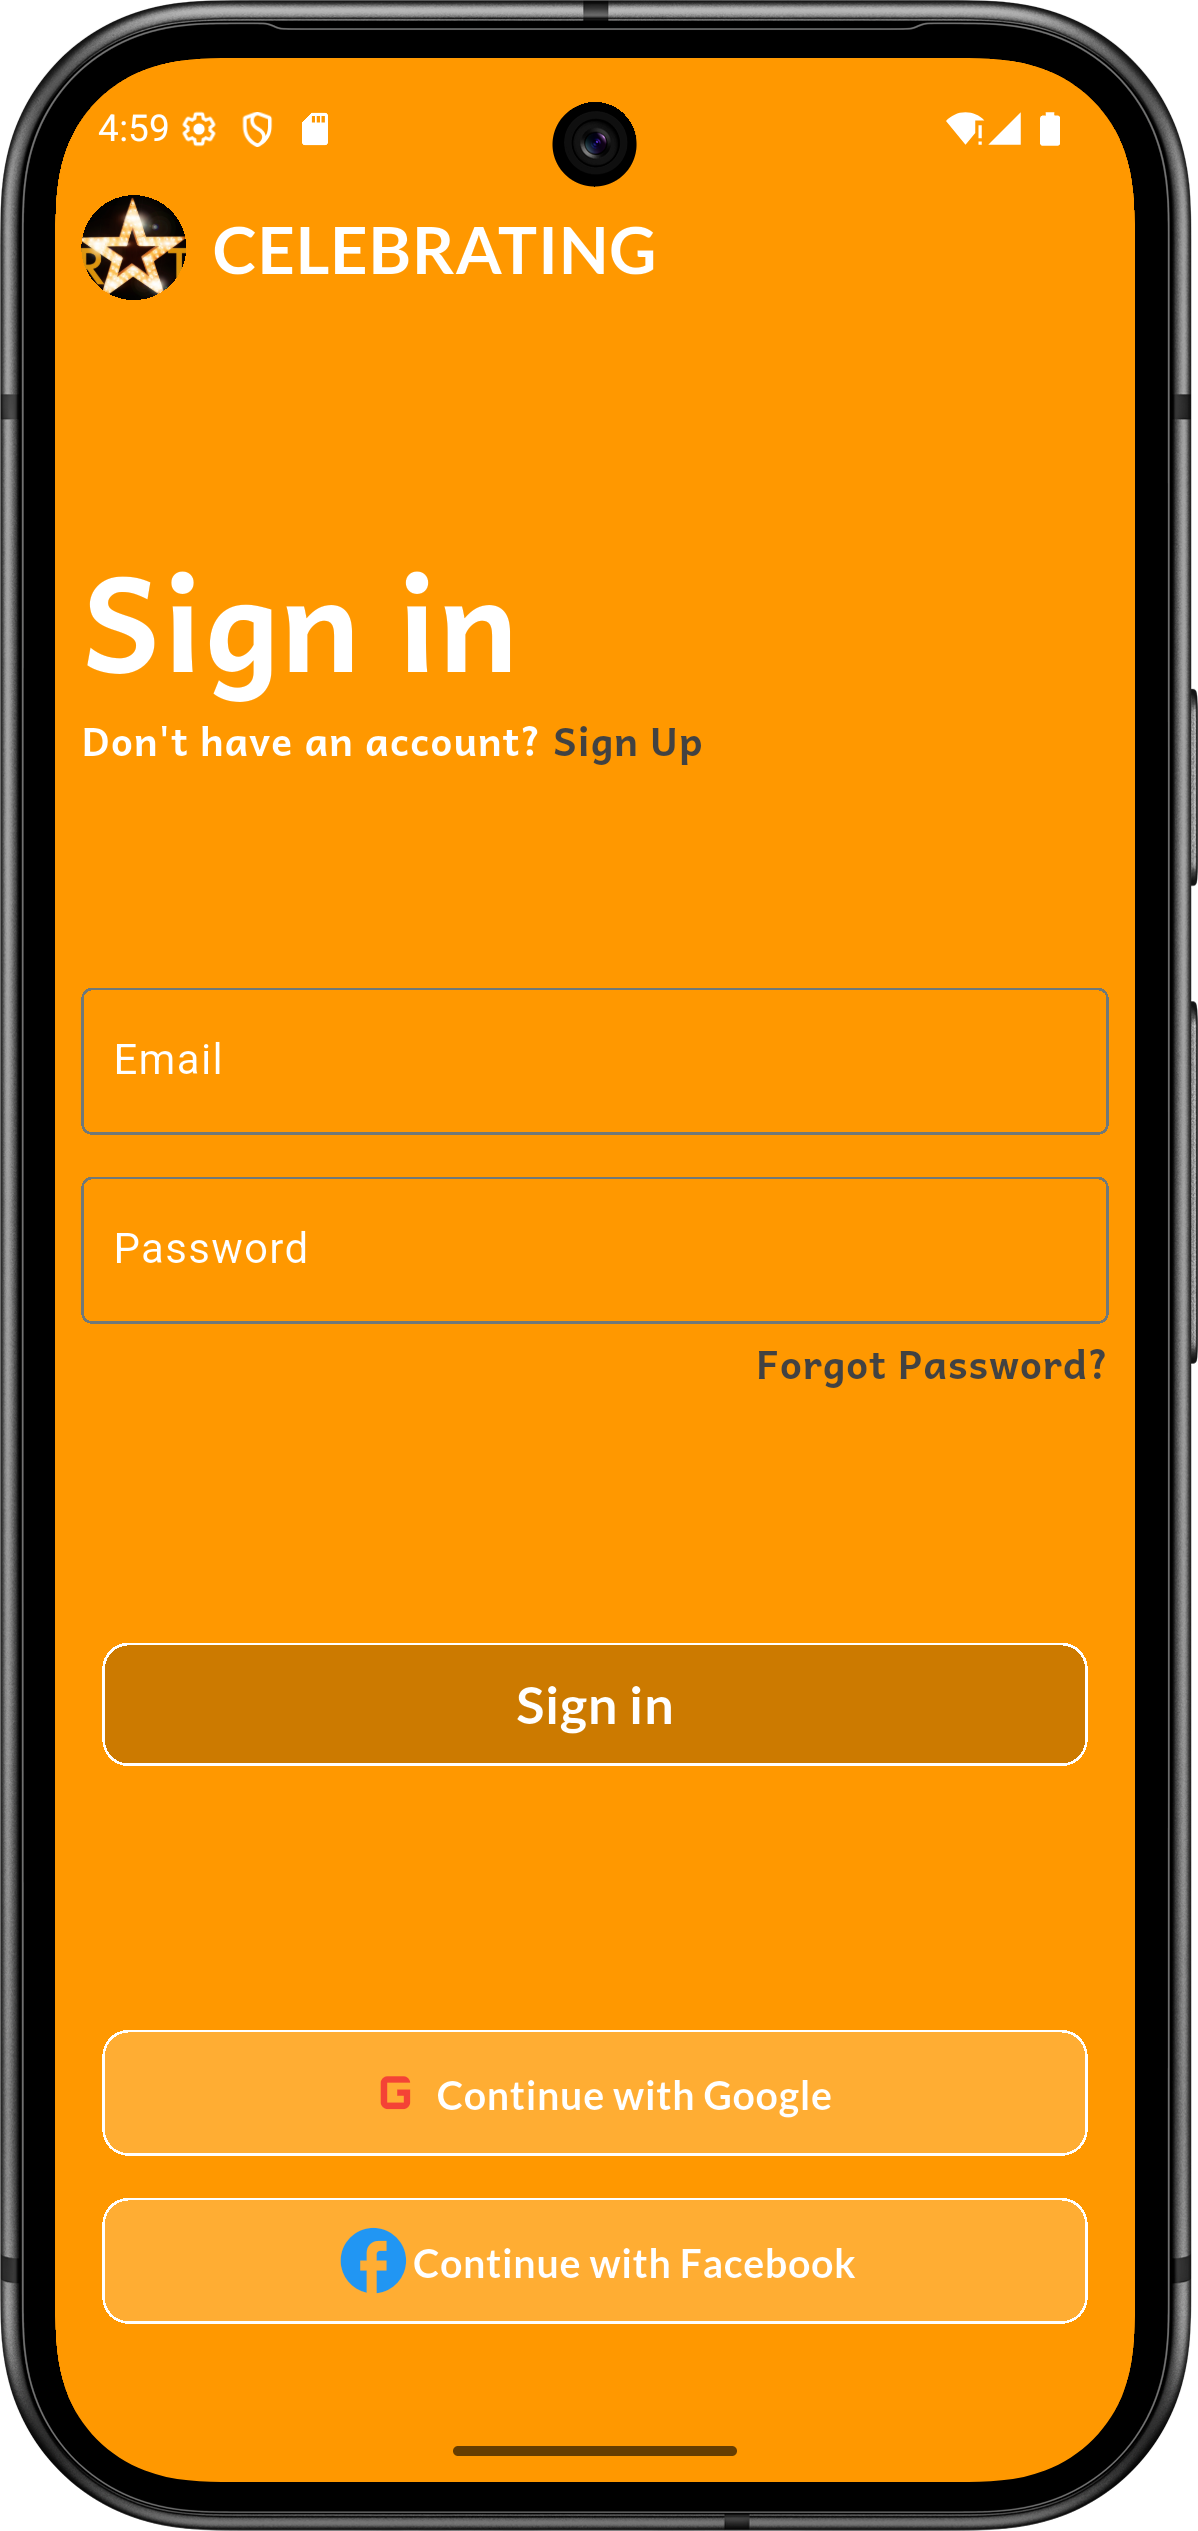 4:59
CELEBRATING
Sign in
Don't have an account? Sign Up
Email
Password
Forgot Password?
Sign in
G Continue with Google
Continue with Facebook